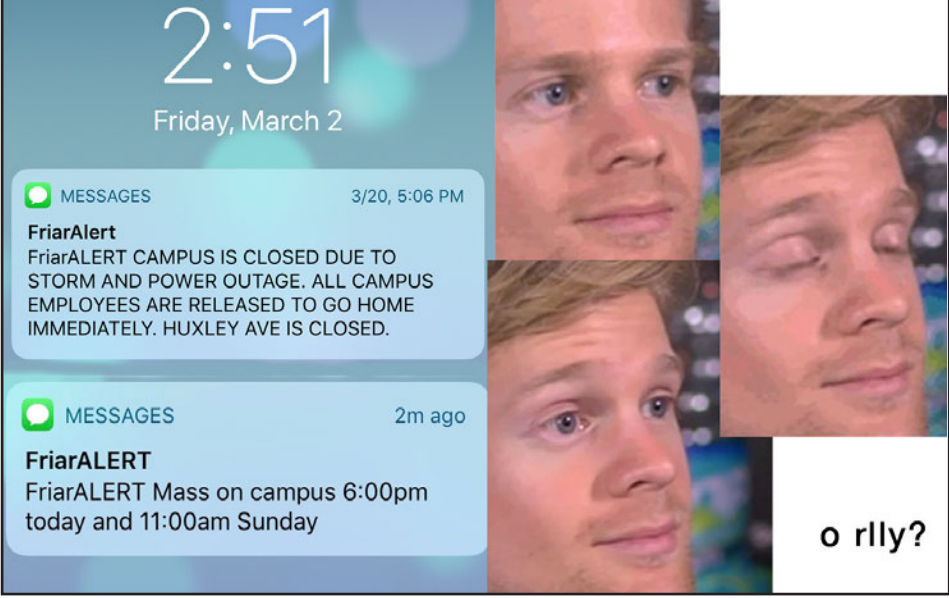 2:51
Friday, March 2
MESSAGES 3/20, 5:06 PM
FriarAlert
FriarALERT CAMPUS IS CLOSED DUE TO
STORM AND POWER OUTAGE. ALL CAMPUS
EMPLOYEES ARE RELEASED TO GO HOME
IMMEDIATELY. HUXLEY AVE IS CLOSED.
MESSAGES 2m ago
FriarALERT
FriarALERT Mass on campus 6:00pm
today and 11:00am Sunday
o rlly?